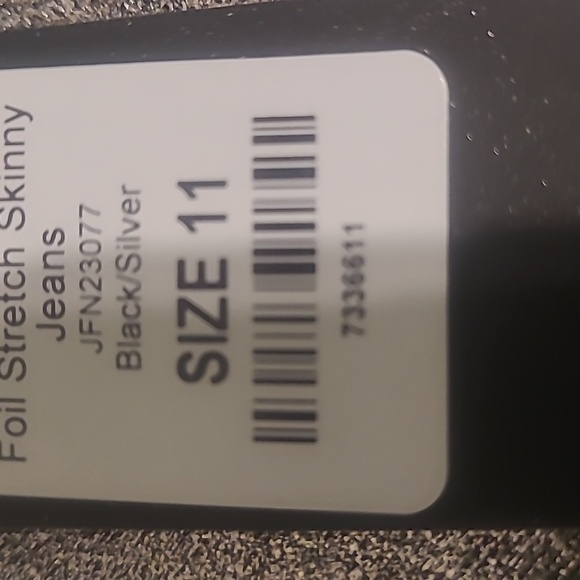 Foil Stretch Skinny
Jeans
JFN23077
Black/Silver
SIZE 11
7336611